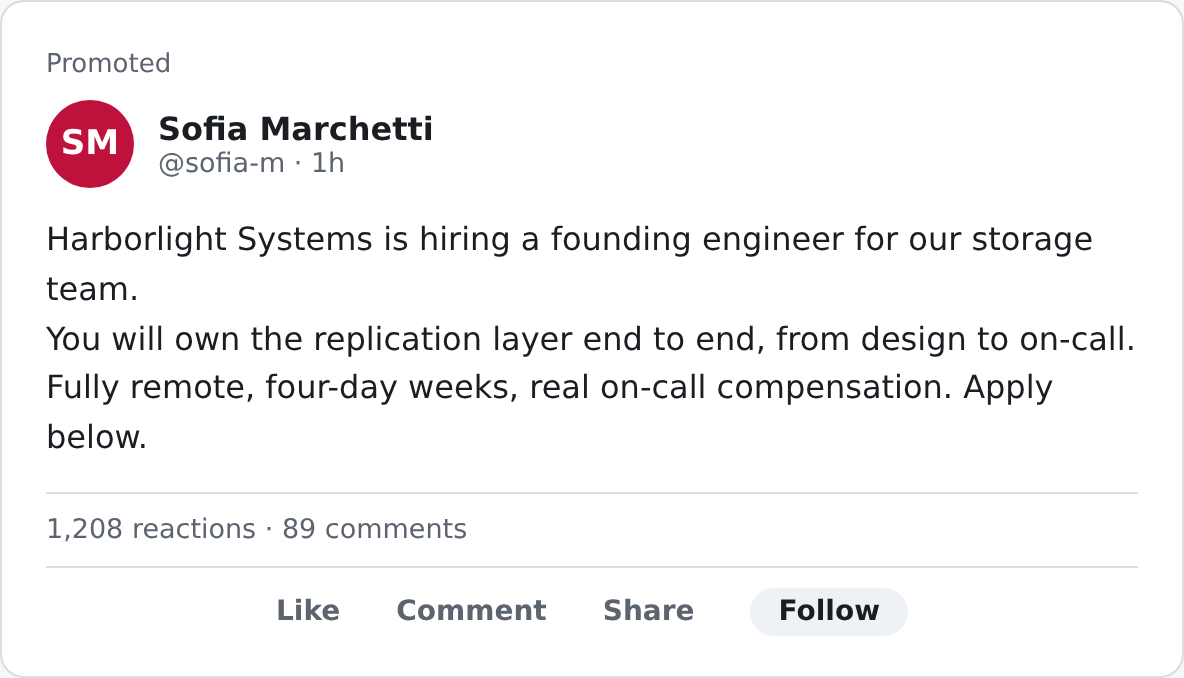 Promoted
SM
Sofia Marchetti
@sofia-m · 1h
Harborlight Systems is hiring a founding engineer for our storage
team.
You will own the replication layer end to end, from design to on-call.
Fully remote, four-day weeks, real on-call compensation. Apply
below.
1,208 reactions · 89 comments
Like Comment Share Follow